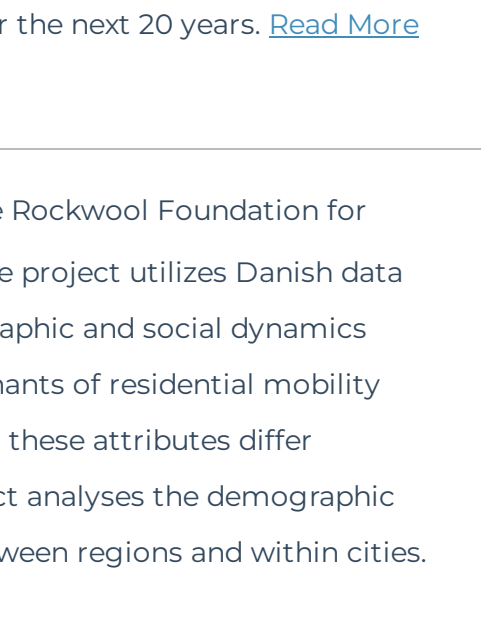 r the next 20 years. Read More
e Rockwool Foundation for
e project utilizes Danish data
aphic and social dynamics
nants of residential mobility
these attributes differ
ct analyses the demographic
ween regions and within cities.